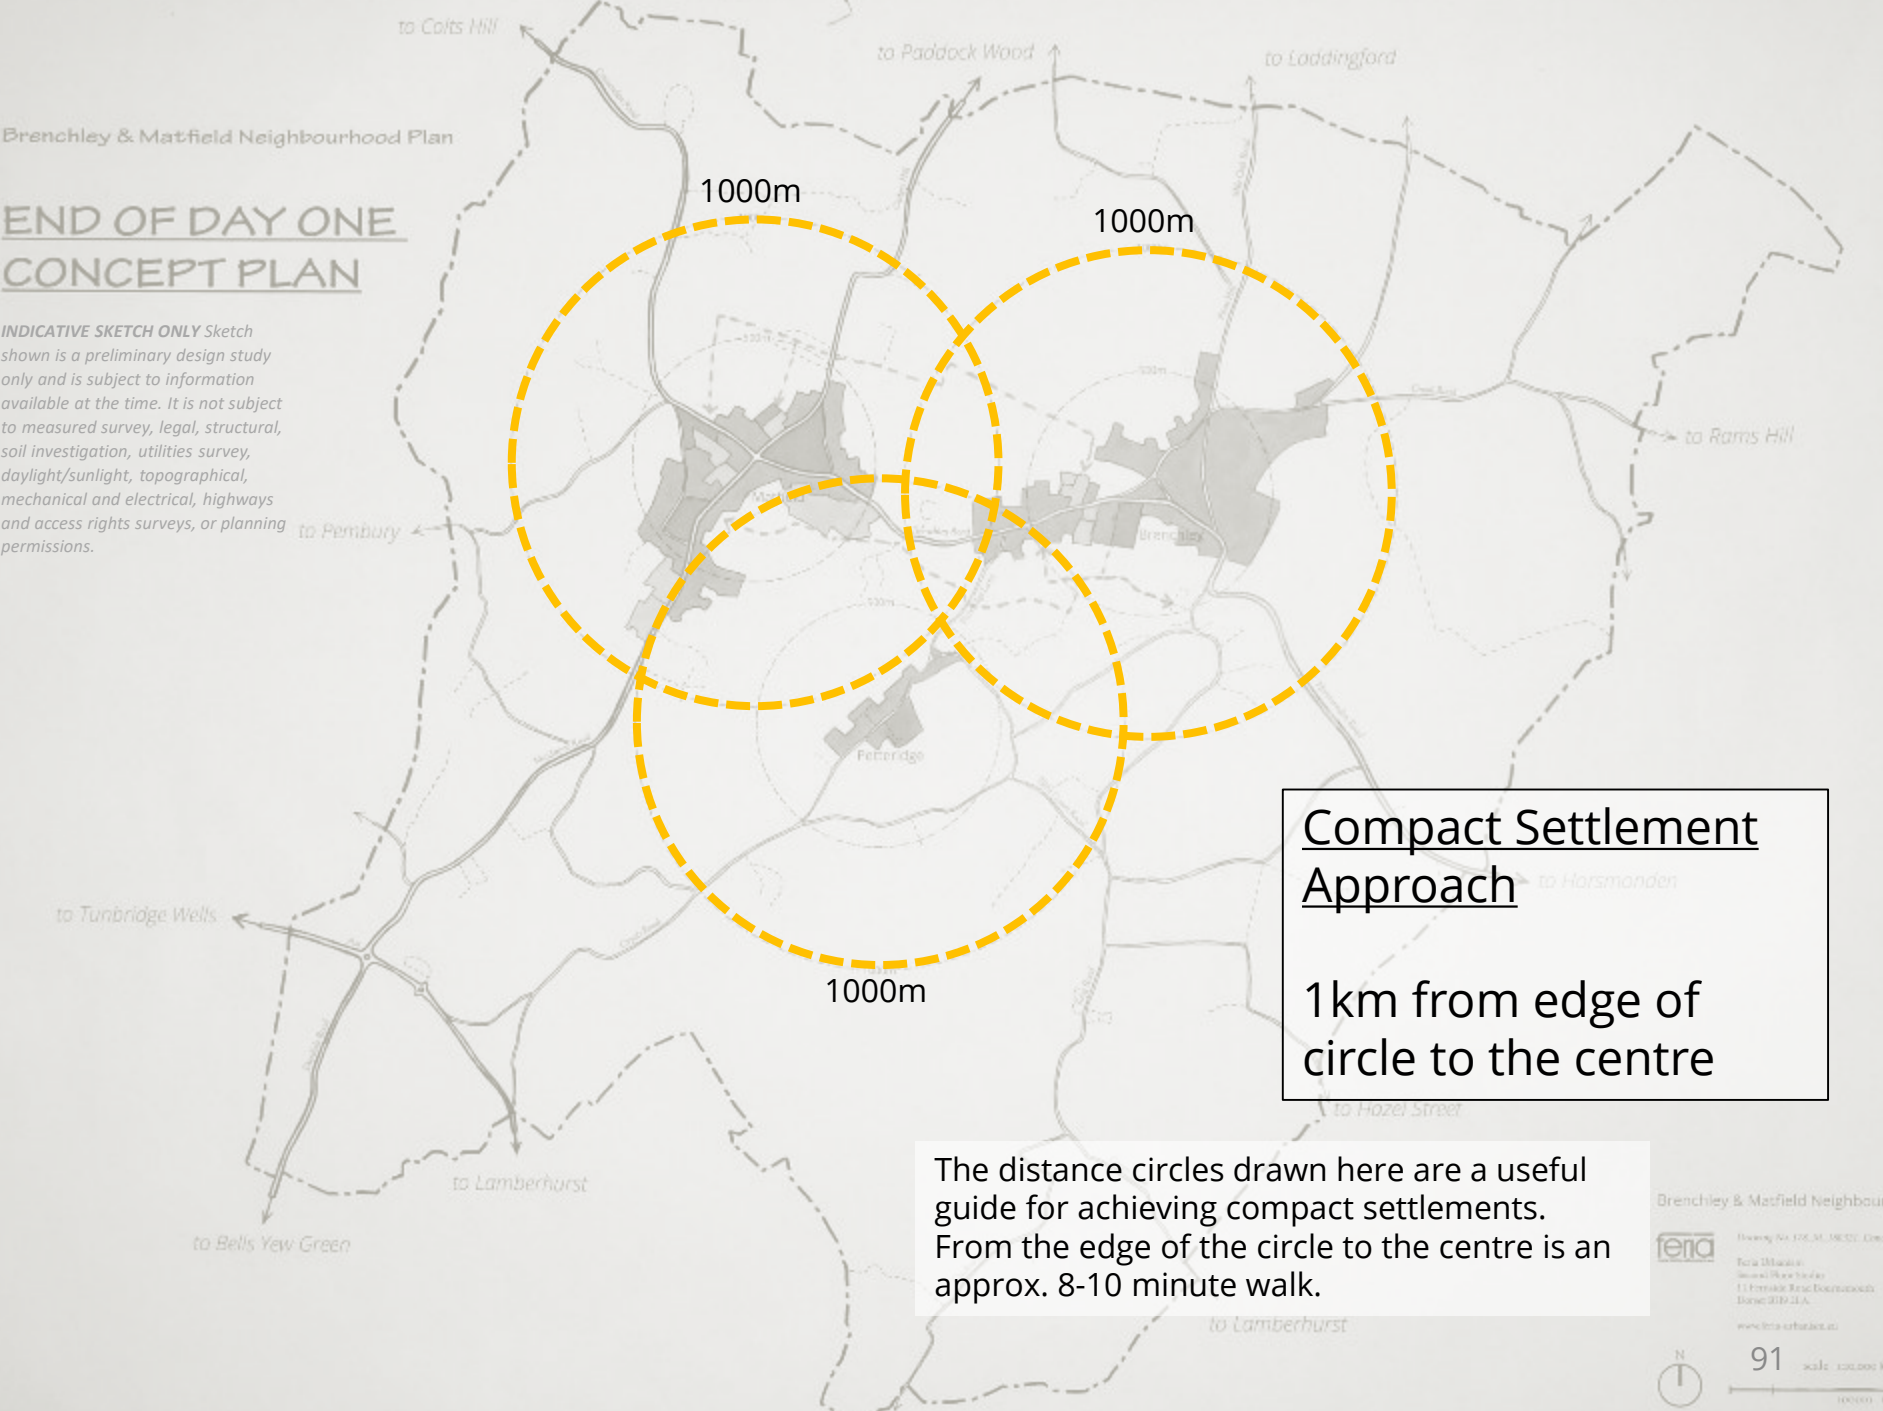 to Colts Hill
to Paddock Wood
to Laddingford
Brenchley & Matfield Neighbourhood Plan
1000m
1000m
END OF DAY ONE
CONCEPT PLAN
INDICATIVE SKETCH ONLY Sketch
shown is a preliminary design study
only and is subject to information
available at the time. It is not subject
to measured survey, legal, structural,
soil investigation, utilities survey,
daylight/sunlight, topographical,
mechanical and electrical, highways
and access rights surveys, or planning
permissions.
500m
500m
to Rams Hill
Matfield
to Pembury
Brenchley
500m
Petteridge
Compact Settlement
Approach
to Horsmonden
to Tunbridge Wells
1km from edge of
circle to the centre
1000m
to Hazel Street
The distance circles drawn here are a useful
guide for achieving compact settlements.
From the edge of the circle to the centre is an
approx. 8-10 minute walk.
to Lamberhurst
to Bells Yew Green
to Lamberhurst
Brenchley & Matfield Neighbour
feria
N
91
scale